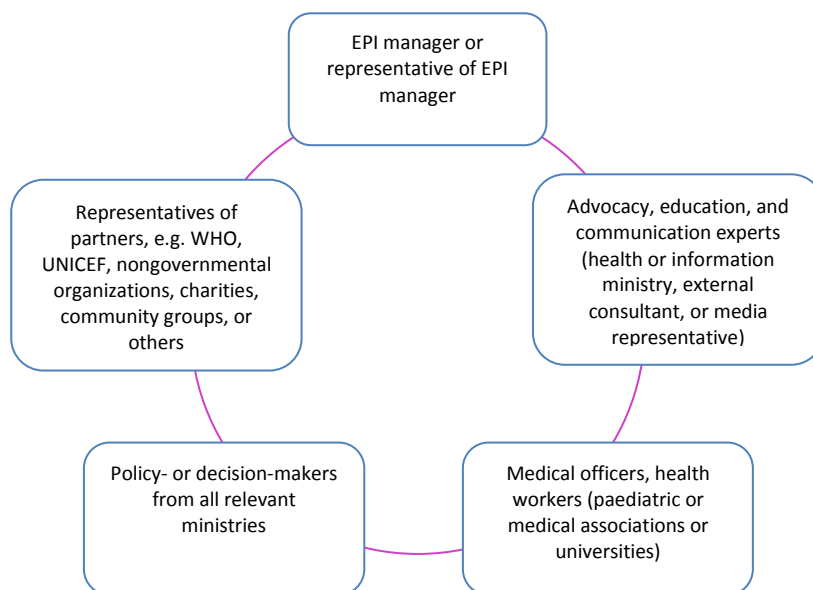 EPI manager or
representative of EPI
manager
Representatives of
partners, e.g. WHO,
UNICEF, nongovernmental
organizations, charities,
community groups, or
others
Advocacy, education, and
communication experts
(health or information
ministry, external
consultant, or media
representative)
Policy- or decision-makers
from all relevant
ministries
Medical officers, health
workers (paediatric or
medical associations or
universities)